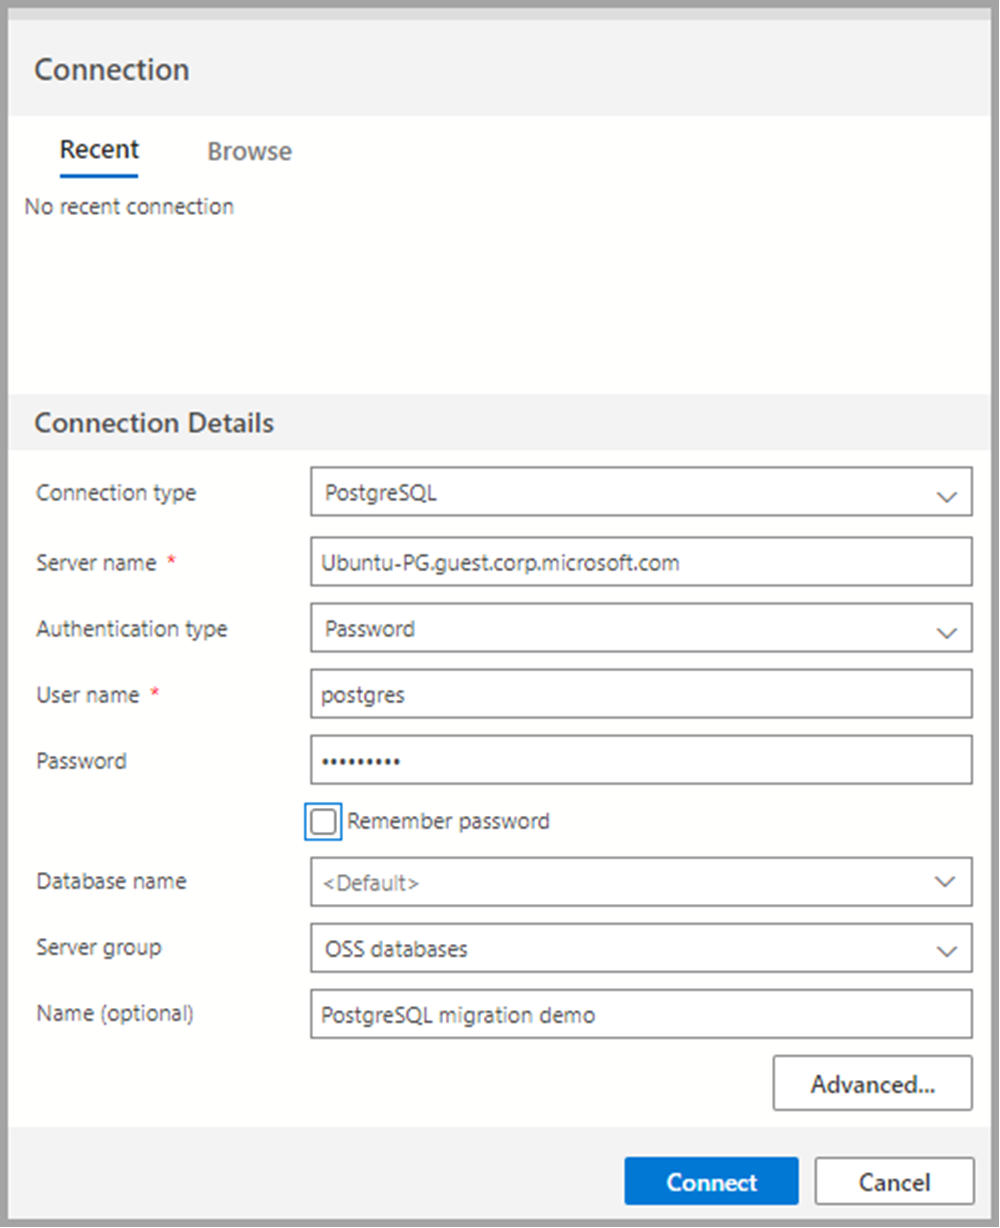 Connection
Recent Browse
No recent connection
Connection Details
Connection type PostgreSQL
Server name * Ubuntu-PG.guest.corp.microsoft.com
Authentication type Password
User name * postgres
Password •••••••••
Remember password
Database name <Default>
Server group OSS databases
Name (optional) PostgreSQL migration demo
Advanced...
Connect Cancel